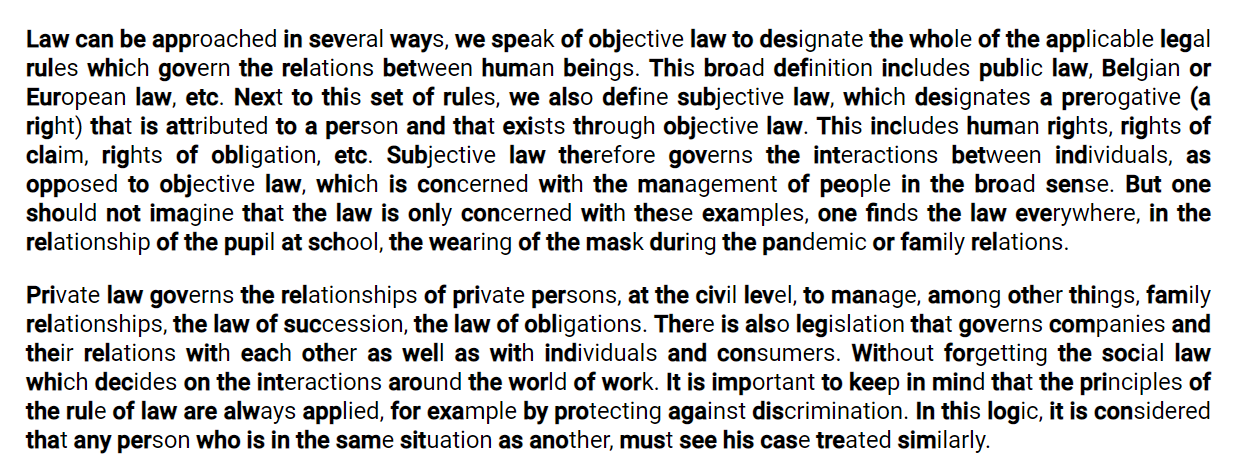 Law can be approached in several ways, we speak of objective law to designate the whole of the applicable legal
rules which govern the relations between human beings. This broad definition includes public law, Belgian or
European law, etc. Next to this set of rules, we also define subjective law, which designates a prerogative (a
right) that is attributed to a person and that exists through objective law. This includes human rights, rights of
claim, rights of obligation, etc. Subjective law therefore governs the interactions between individuals, as
opposed to objective law, which is concerned with the management of people in the broad sense. But one
should not imagine that the law is only concerned with these examples, one finds the law everywhere, in the
relationship of the pupil at school, the wearing of the mask during the pandemic or family relations.
Private law governs the relationships of private persons, at the civil level, to manage, among other things, family
relationships, the law of succession, the law of obligations. There is also legislation that governs companies and
their relations with each other as well as with individuals and consumers. Without forgetting the social law
which decides on the interactions around the world of work. It is important to keep in mind that the principles of
the rule of law are always applied, for example by protecting against discrimination. In this logic, it is considered
that any person who is in the same situation as another, must see his case treated similarly.